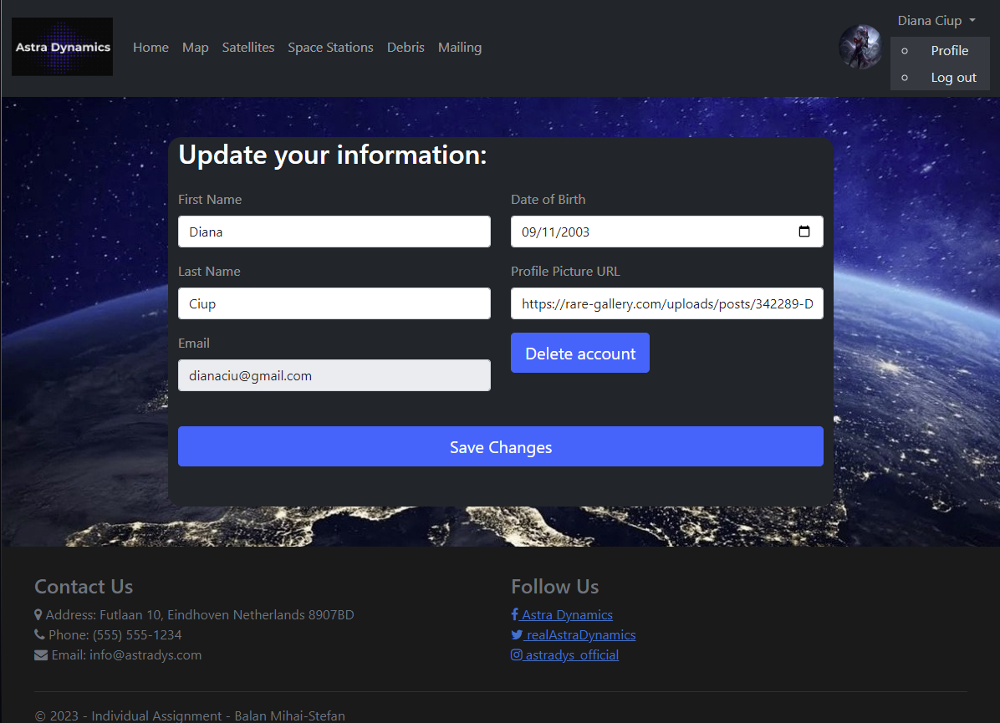 Astra Dynamics
Home Map Satellites Space Stations Debris Mailing
Diana Ciup
Profile
Log out
Update your information:
First Name
Diana
Date of Birth
09/11/2003
Last Name
Ciup
Profile Picture URL
https://rare-gallery.com/uploads/posts/342289-D
Email
dianaciu@gmail.com
Delete account
Save Changes
Contact Us
Address: Futlaan 10, Eindhoven Netherlands 8907BD
Phone: (555) 555-1234
Email: info@astradys.com
Follow Us
Astra Dynamics
realAstraDynamics
astradys_official
© 2023 - Individual Assignment - Balan Mihai-Stefan